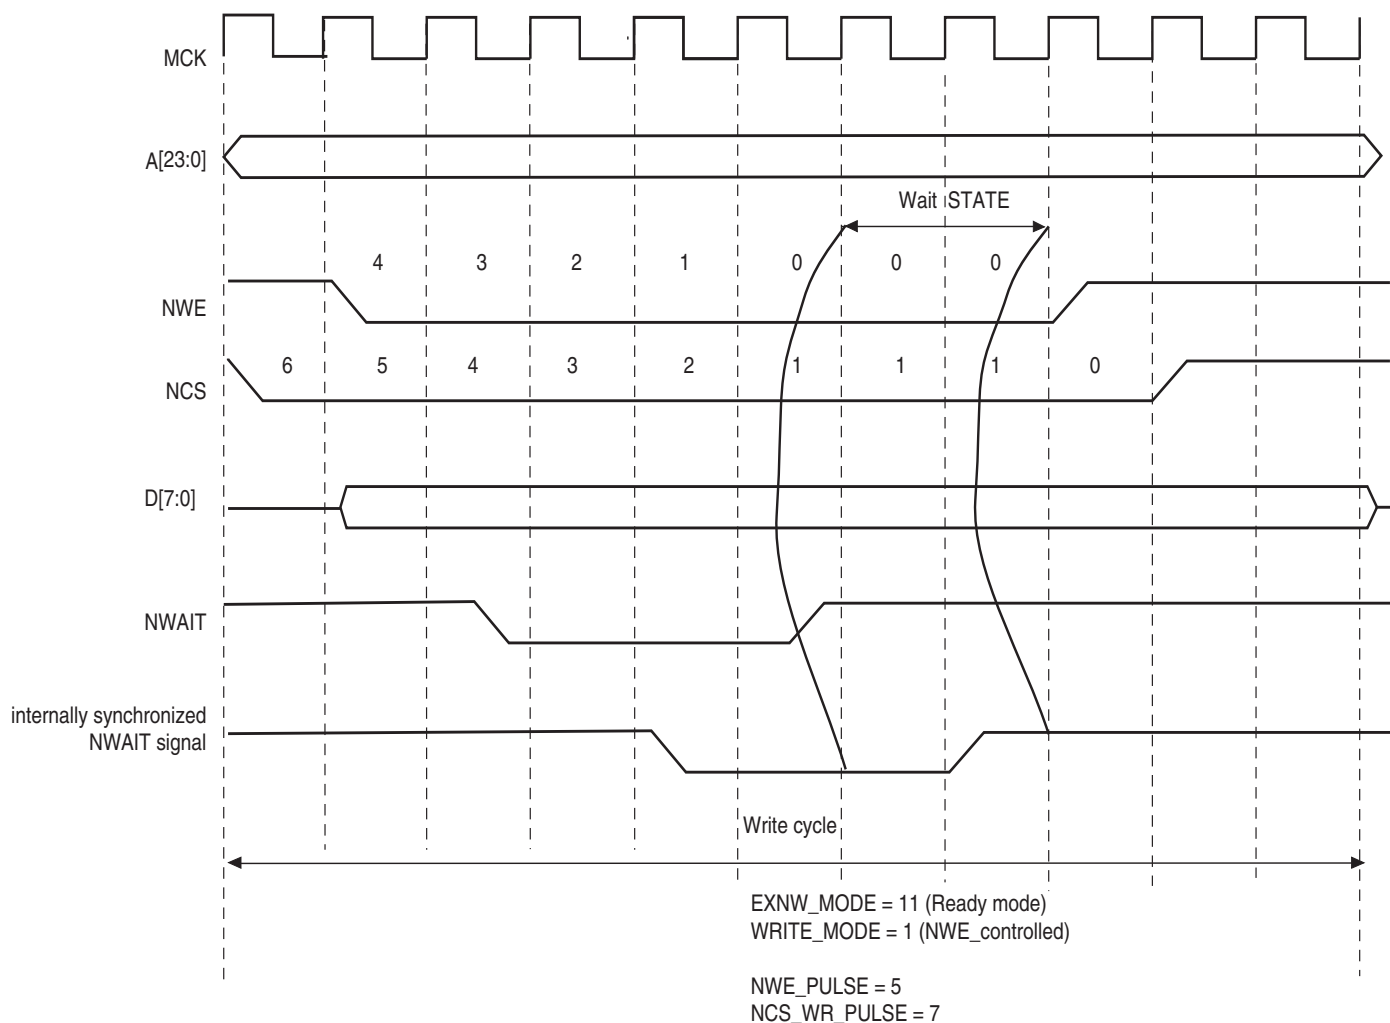 MCK
A[23:0]
Wait STATE
4 3 2 1 0 0 0
NWE
6 5 4 3 2 1 1 1 0
NCS
D[7:0]
NWAIT
internally synchronized
NWAIT signal
Write cycle
EXNW_MODE = 11 (Ready mode)
WRITE_MODE = 1 (NWE_controlled)
NWE_PULSE = 5
NCS_WR_PULSE = 7